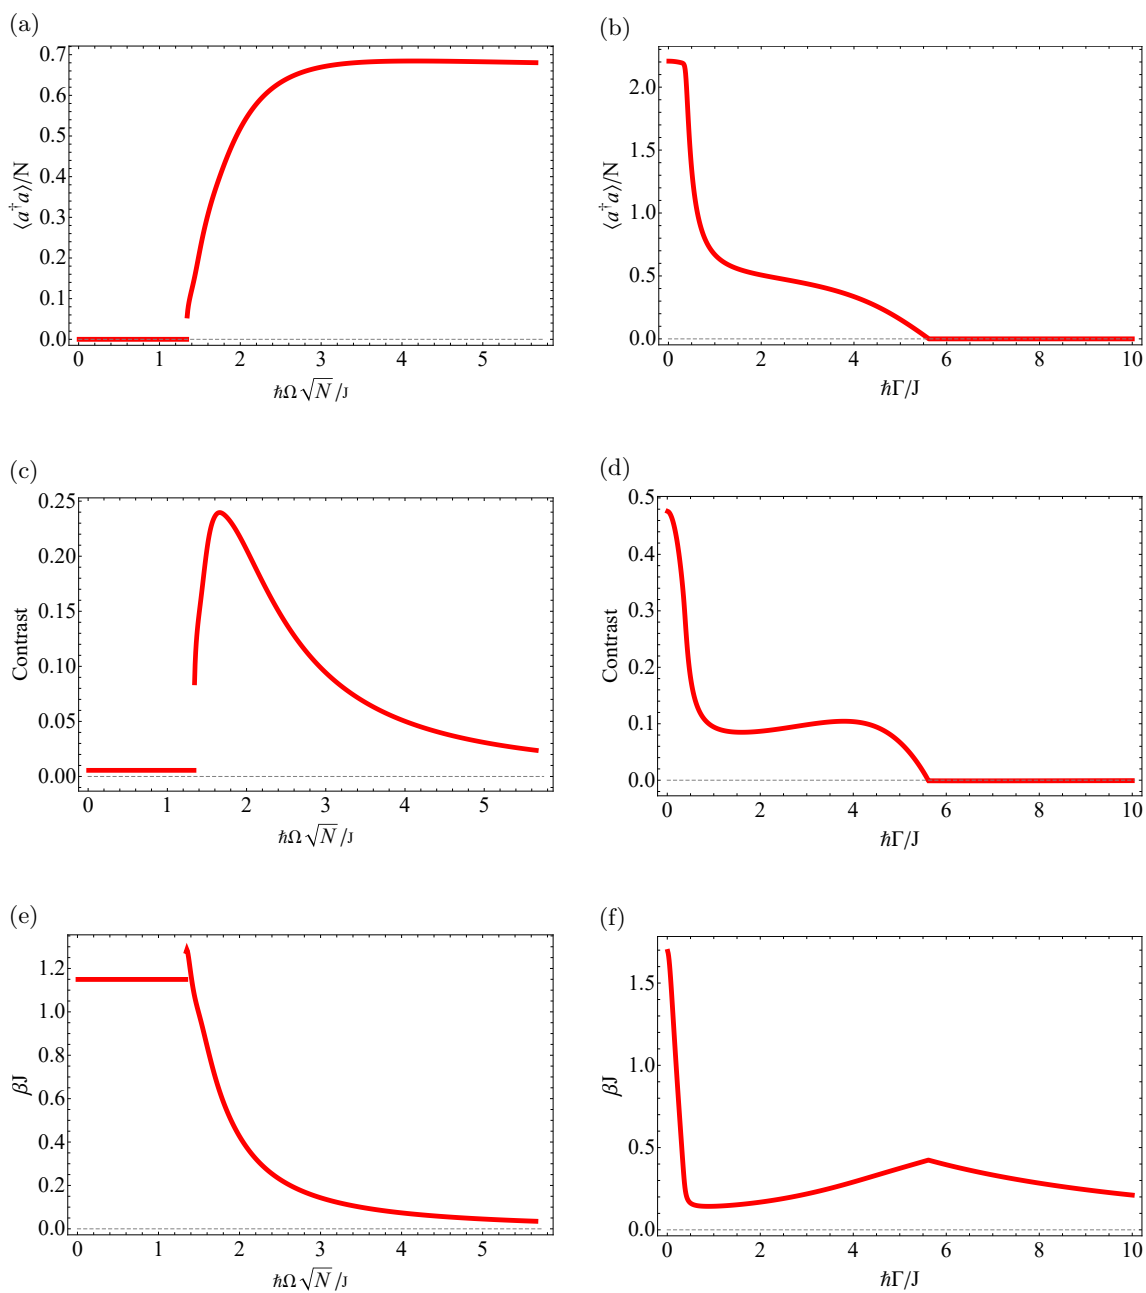 (a)
⟨a†a⟩/N
0.7
0.6
0.5
0.4
0.3
0.2
0.1
0.0
0 1 2 3 4 5
ℏΩ√N/J
(b)
⟨a†a⟩/N
2.0
1.5
1.0
0.5
0.0
0 2 4 6 8 10
ℏΓ/J
(c)
Contrast
0.25
0.20
0.15
0.10
0.05
0.00
0 1 2 3 4 5
ℏΩ√N/J
(d)
Contrast
0.5
0.4
0.3
0.2
0.1
0.0
0 2 4 6 8 10
ℏΓ/J
(e)
βJ
1.2
1.0
0.8
0.6
0.4
0.2
0.0
0 1 2 3 4 5
ℏΩ√N/J
(f)
βJ
1.5
1.0
0.5
0.0
0 2 4 6 8 10
ℏΓ/J